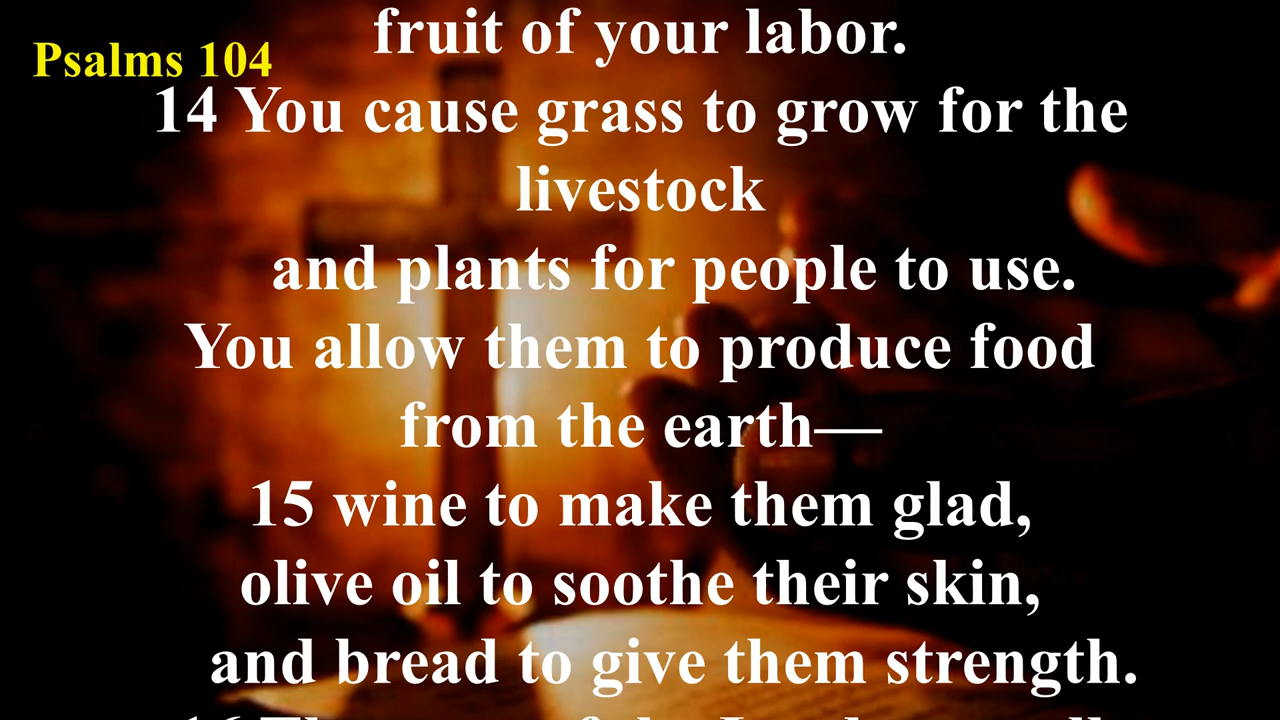 fruit of your labor.
Psalms 104
14 You cause grass to grow for the
livestock
and plants for people to use.
You allow them to produce food
from the earth—
15 wine to make them glad,
olive oil to soothe their skin,
and bread to give them strength.